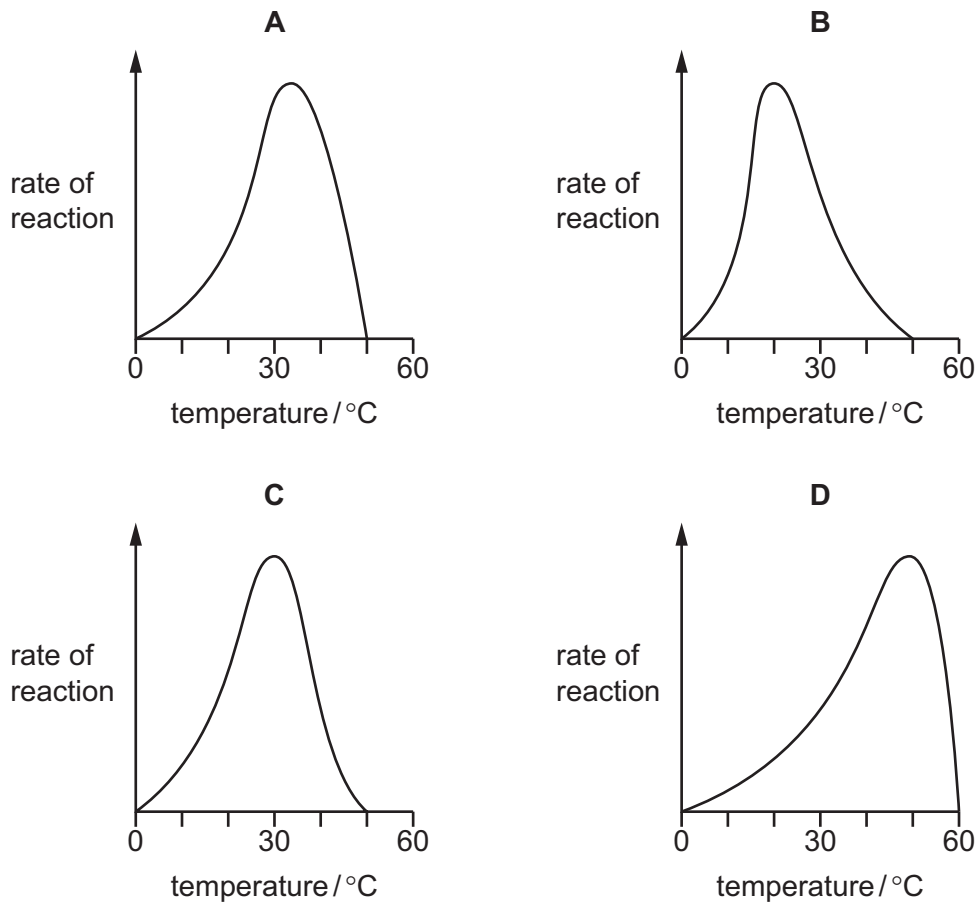 A
B
rate of
reaction
rate of
reaction
0
30
60
0
30
60
temperature / °C
temperature / °C
C
D
rate of
reaction
rate of
reaction
0
30
60
0
30
60
temperature / °C
temperature / °C